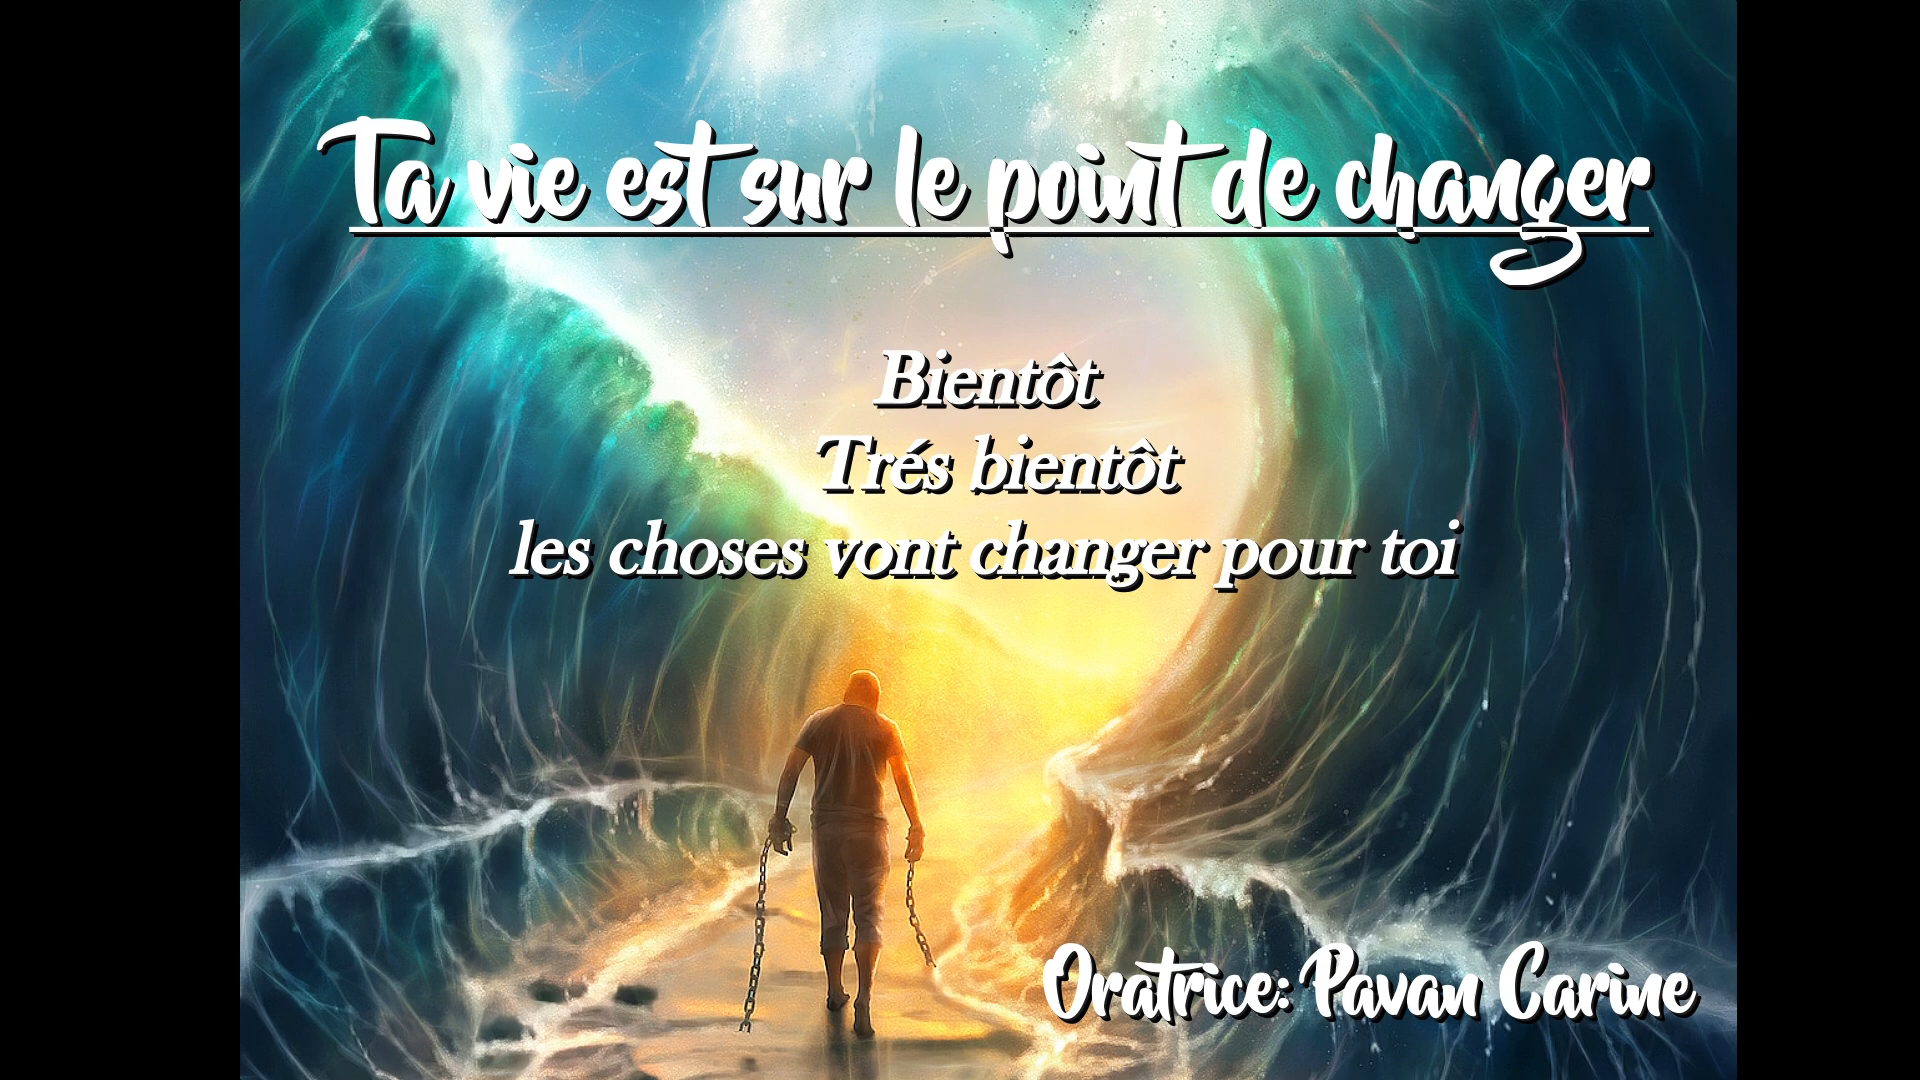 Ta vie est sur le point de changer
Bientôt
Trés bientôt
les choses vont changer pour toi
Oratrice: Pavan Carine